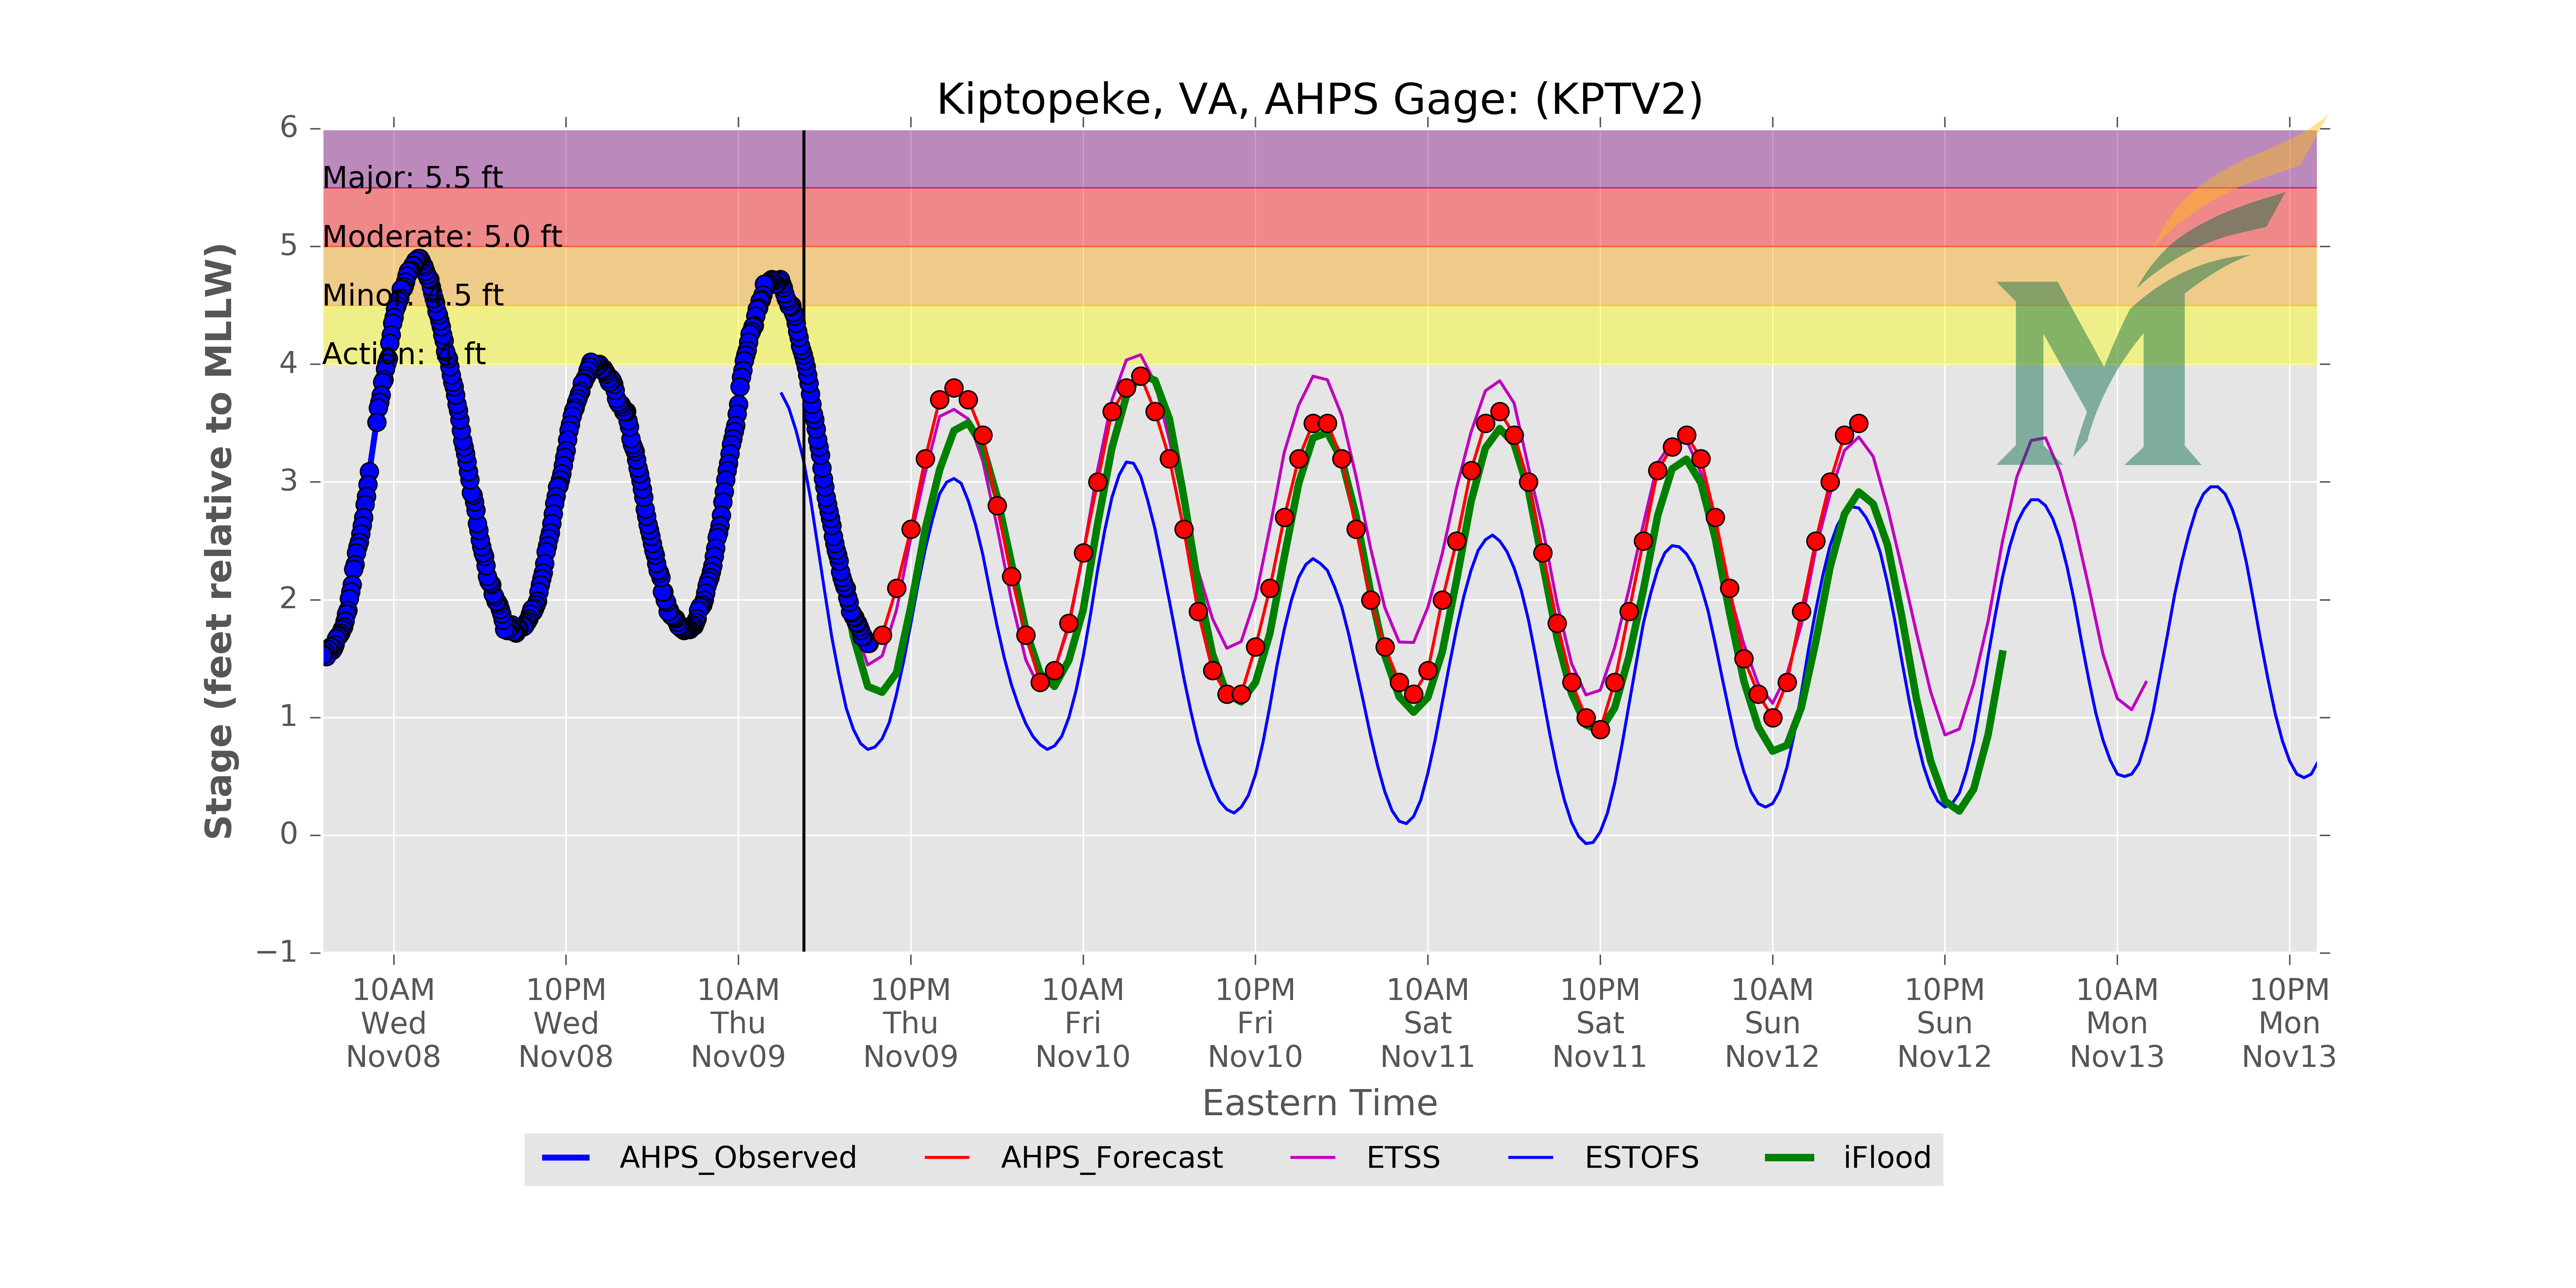 Kiptopeke, VA, AHPS Gage: (KPTV2)
6
5
4
3
2
1
0
−1
Stage (feet relative to MLLW)
Major: 5.5 ft
Moderate: 5.0 ft
Minor: 4.5 ft
Action: 4 ft
M
10AM Wed Nov08
10PM Wed Nov08
10AM Thu Nov09
10PM Thu Nov09
10AM Fri Nov10
10PM Fri Nov10
10AM Sat Nov11
10PM Sat Nov11
10AM Sun Nov12
10PM Sun Nov12
10AM Mon Nov13
10PM Mon Nov13
Eastern Time
AHPS_Observed AHPS_Forecast ETSS ESTOFS iFlood